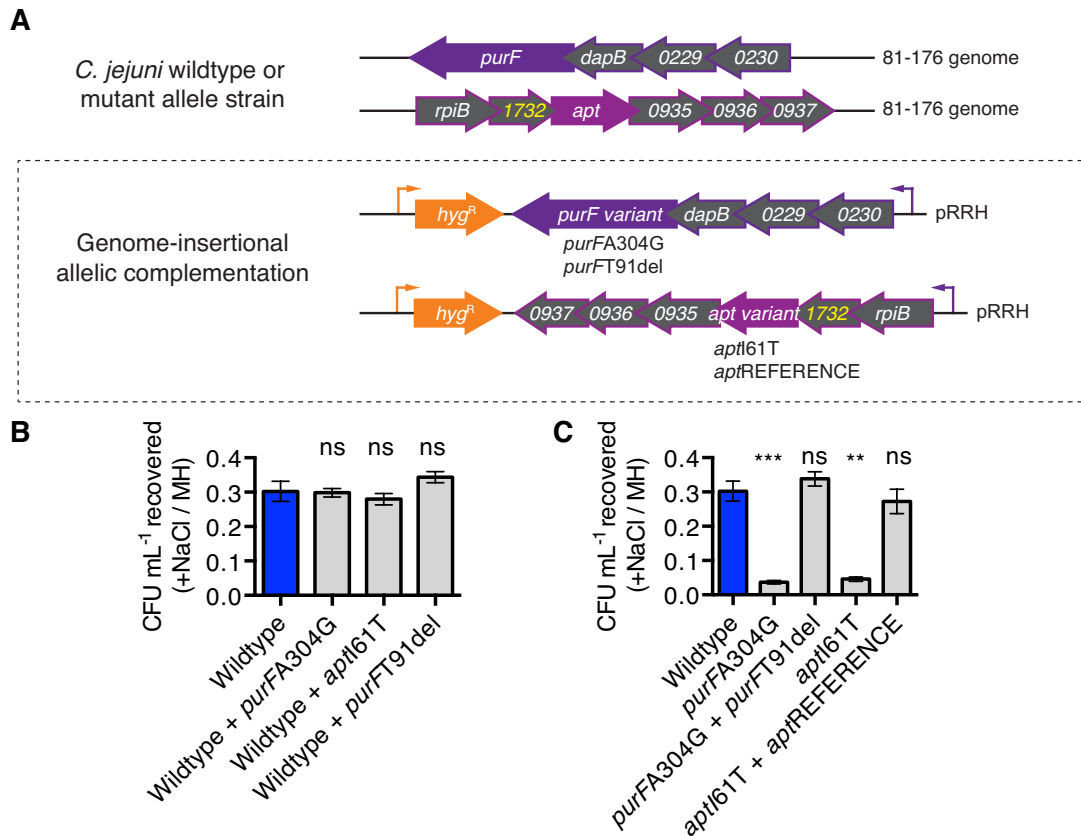 A
C. jejuni wildtype or
mutant allele strain
purF dapB 0229 0230 81-176 genome
rpiB 1732 apt 0935 0936 0937 81-176 genome
Genome-insertional
allelic complementation
hygR purF variant dapB 0229 0230 pRRH
purFA304G
purFT91del
hygR 0937 0936 0935 apt variant 1732 rpiB pRRH
aptI61T
aptREFERENCE
B
CFU mL-1 recovered
(+NaCl / MH)
0.4
0.3
0.2
0.1
0.0
ns ns ns
Wildtype
Wildtype + purFA304G
Wildtype + aptI61T
Wildtype + purFT91del
C
CFU mL-1 recovered
(+NaCl / MH)
0.4
0.3
0.2
0.1
0.0
*** ns ** ns
Wildtype
purFA304G
purFA304G + purFT91del
aptI61T
aptI61T + aptREFERENCE